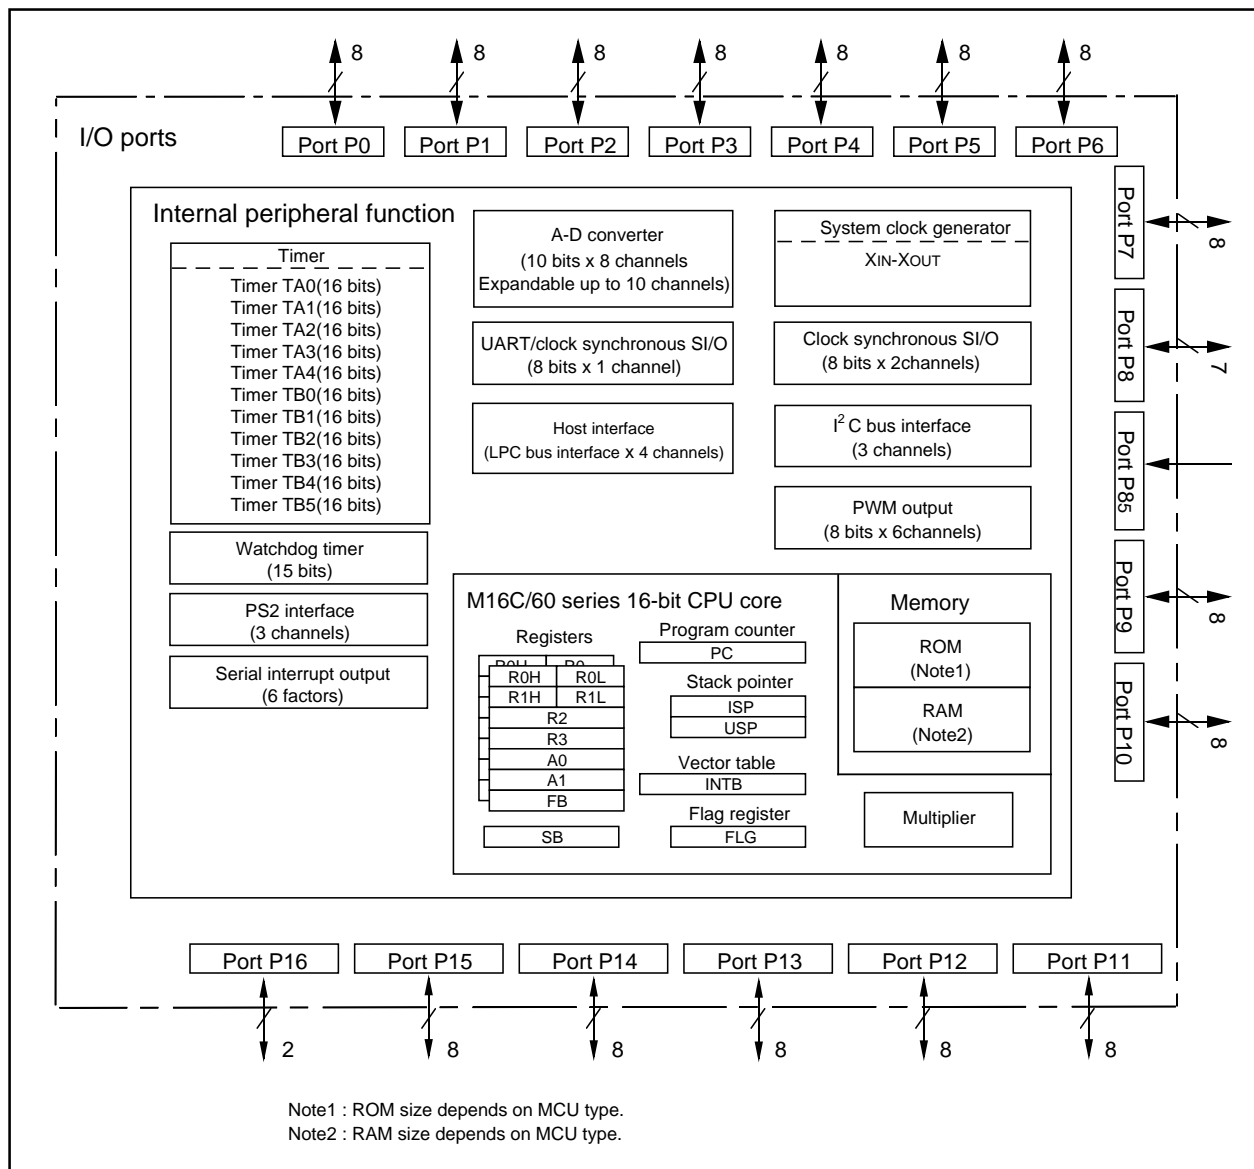 8 8 8 8 8 8 8
I/O ports
Port P0 Port P1 Port P2 Port P3 Port P4 Port P5 Port P6
Port P7
8
Port P8
7
Port P85
Port P9
8
Port P10
8
Internal peripheral function
Timer
Timer TA0(16 bits)
Timer TA1(16 bits)
Timer TA2(16 bits)
Timer TA3(16 bits)
Timer TA4(16 bits)
Timer TB0(16 bits)
Timer TB1(16 bits)
Timer TB2(16 bits)
Timer TB3(16 bits)
Timer TB4(16 bits)
Timer TB5(16 bits)
Watchdog timer
(15 bits)
PS2 interface
(3 channels)
Serial interrupt output
(6 factors)
A-D converter
(10 bits x 8 channels
Expandable up to 10 channels)
UART/clock synchronous SI/O
(8 bits x 1 channel)
Host interface
(LPC bus interface x 4 channels)
System clock generator
XIN-XOUT
Clock synchronous SI/O
(8 bits x 2channels)
I2 C bus interface
(3 channels)
PWM output
(8 bits x 6channels)
M16C/60 series 16-bit CPU core
Registers
R0H R0
R0H R0L
R1H R1L
R2
R3
A0
A1
FB
SB
Program counter
PC
Stack pointer
ISP
USP
Vector table
INTB
Flag register
FLG
Memory
ROM
(Note1)
RAM
(Note2)
Multiplier
Port P16 Port P15 Port P14 Port P13 Port P12 Port P11
2 8 8 8 8 8
Note1 : ROM size depends on MCU type.
Note2 : RAM size depends on MCU type.